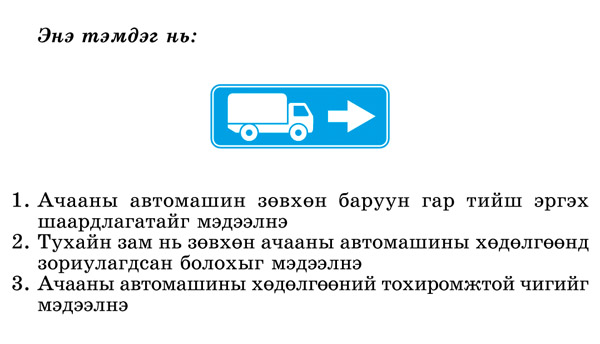 Энэ тэмдэг нь:
1. Ачааны автомашин зөвхөн баруун гар тийш эргэх
шаардлагатайг мэдээлнэ
2. Тухайн зам нь зөвхөн ачааны автомашины хөдөлгөөнд
зориулагдсан болохыг мэдээлнэ
3. Ачааны автомашины хөдөлгөөний тохиромжтой чигийг
мэдээлнэ